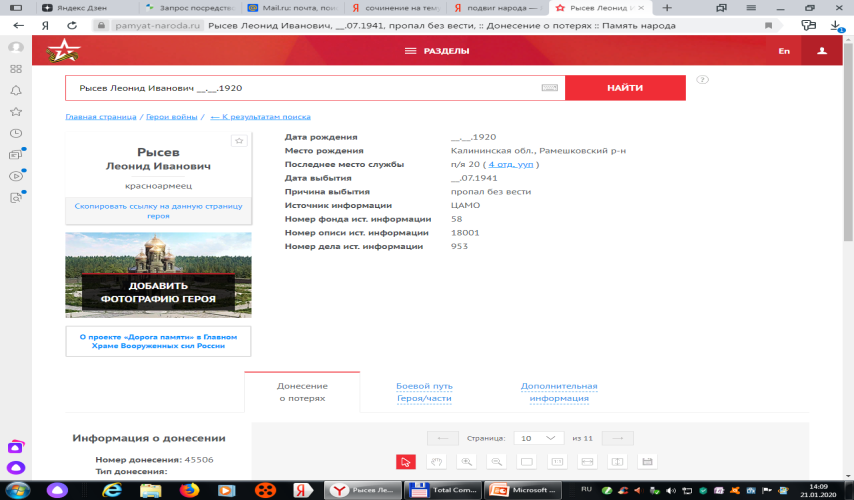 Яндекс Дзен
Запрос посредств
Mail.ru: почта, пои
сочинение на тему
подвиг народа —
Рысев Леонид И
pamyat-naroda.ru Рысев Леонид Иванович, __.07.1941, пропал без вести, :: Донесение о потерях :: Память народа
РАЗДЕЛЫ
En
Рысев Леонид Иванович __.__.1920
НАЙТИ
Главная страница / Герои войны / ← К результатам поиска
Рысев
Леонид Иванович
красноармеец
Скопировать ссылку на данную страницу
героя
ДОБАВИТЬ
ФОТОГРАФИЮ ГЕРОЯ
О проекте «Дорога памяти» в Главном
Храме Вооруженных сил России
Дата рождения __.__.1920
Место рождения Калининская обл., Рамешковский р-н
Последнее место службы п/я 20 ( 4 отд. ууп )
Дата выбытия __.07.1941
Причина выбытия пропал без вести
Источник информации ЦАМО
Номер фонда ист. информации 58
Номер описи ист. информации 18001
Номер дела ист. информации 953
Донесение
о потерях
Боевой путь
Героя/части
Дополнительная
информация
Информация о донесении
Номер донесения: 45506
Тип донесения:
Страница: 10 из 11
Рысев Ле...
Total Com...
Microsoft ...
RU
14:09
21.01.2020